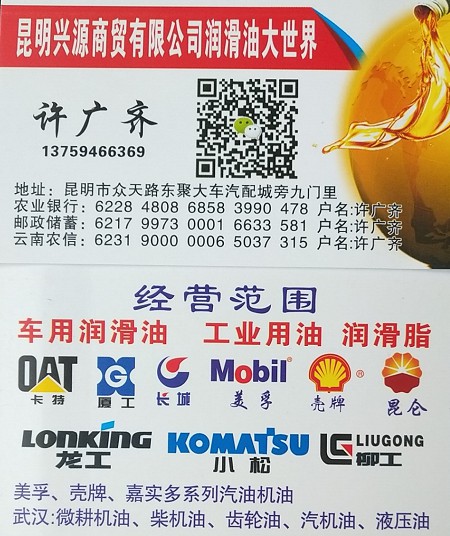 昆明兴源商贸有限公司润滑油大世界
许广齐
13759466369
地址：昆明市众天路东聚大车汽配城旁九门里
农业银行：6228 4808 6858 3990 478 户名:许广齐
邮政储蓄：6217 9973 0001 6633 581 户名:许广齐
云南农信：6231 9000 0006 5037 315 户名:许广齐
经营范围
车用润滑油 工业用油 润滑脂
OAT Mobil
卡特 厦工 长城 美孚 壳牌 昆仑
LONKING KOMATSU LG LIUGONG
龙工 小松 柳工
美孚、壳牌、嘉实多系列汽油机油
武汉:微耕机油、柴机油、齿轮油、汽机油、液压油